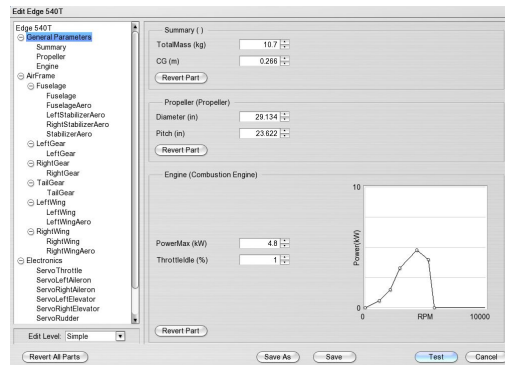 Edit Edge 540T
Edge 540T
General Parameters
Summary
Propeller
Engine
AirFrame
Fuselage
Fuselage
FuselageAero
LeftStabilizerAero
RightStabilizerAero
StabilizerAero
LeftGear
LeftGear
RightGear
RightGear
TailGear
TailGear
LeftWing
LeftWing
LeftWingAero
RightWing
RightWing
RightWingAero
Electronics
ServoThrottle
ServoLeftAileron
ServoRightAileron
ServoLeftElevator
ServoRightElevator
ServoRudder
Edit Level: Simple
Summary ( )
TotalMass (kg) 10.7
CG (m) 0.266
Revert Part
Propeller (Propeller)
Diameter (in) 29.134
Pitch (in) 23.622
Revert Part
Engine (Combustion Engine)
PowerMax (kW) 4.8
ThrottleIdle (%) 1
10
Power(kW)
0
0 RPM 10000
Revert Part
Revert All Parts Save As Save Test Cancel